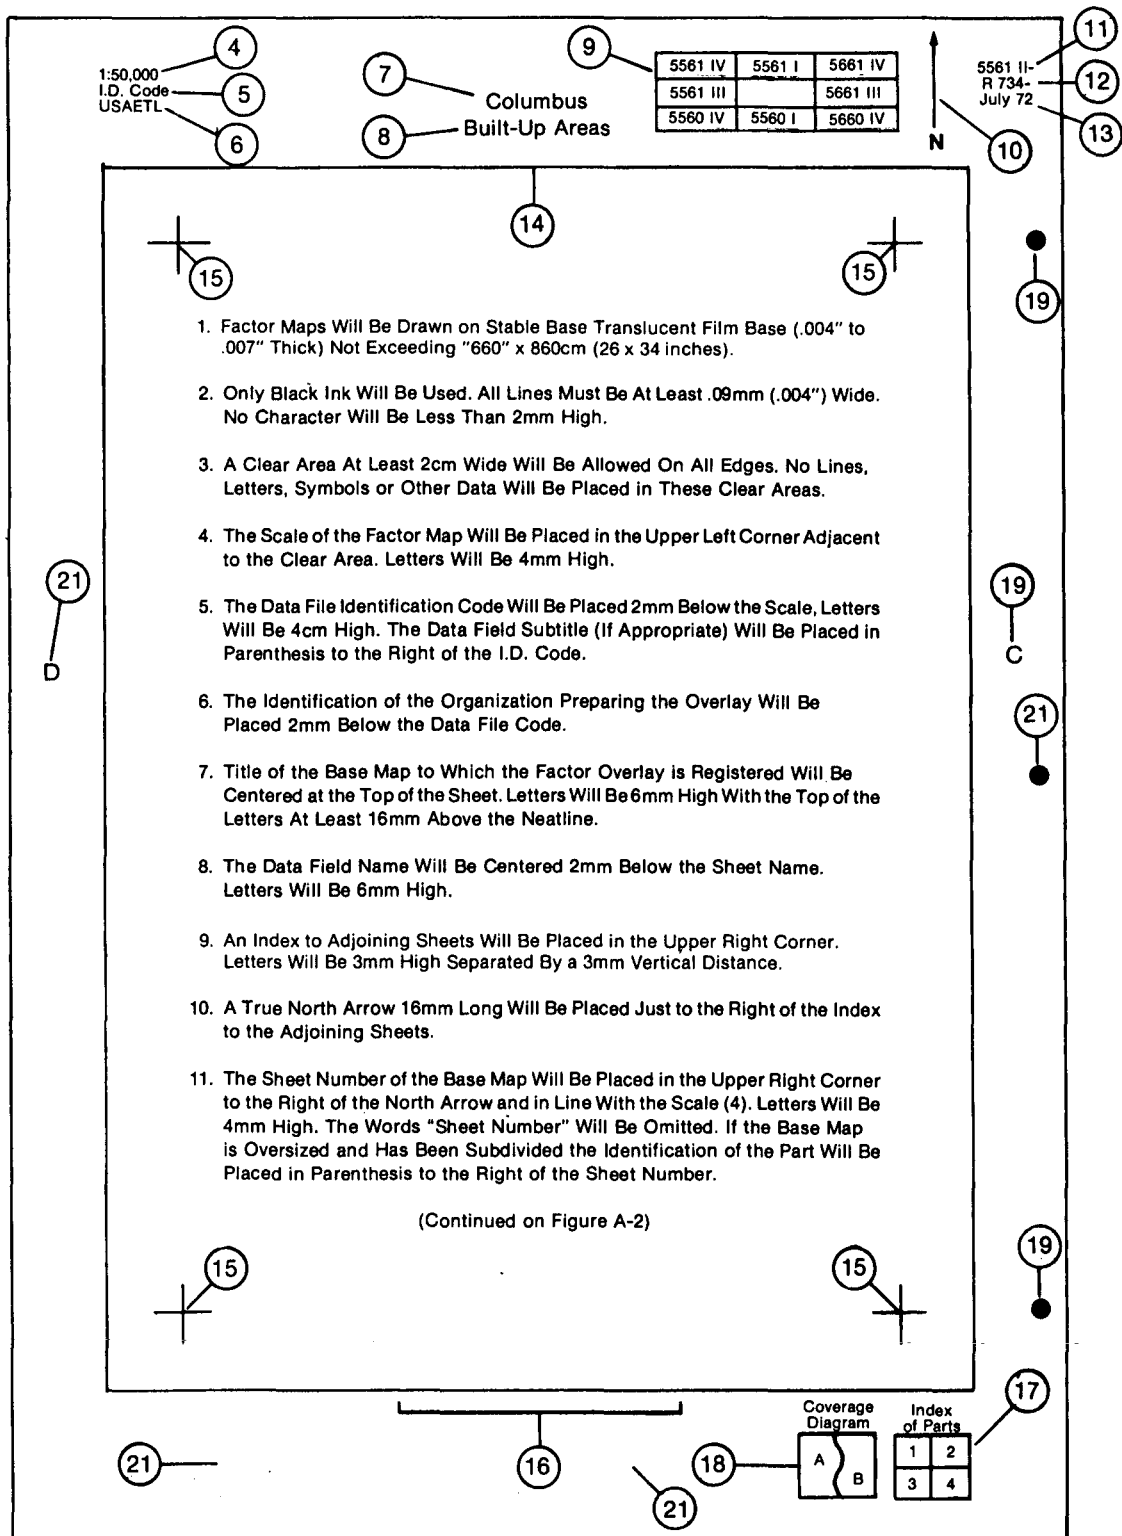 4
1:50,000
I.D. Code
5
USAETL
6
7
Columbus
8
Built-Up Areas
9
5561 IV 5561 I 5661 IV
5561 III 5661 III
5560 IV 5560 I 5660 IV
N
10
11
5561 II-
R 734-
12
July 72
13
14
15
15
19
1. Factor Maps Will Be Drawn on Stable Base Translucent Film Base (.004" to
.007" Thick) Not Exceeding "660" x 860cm (26 x 34 inches).
2. Only Black Ink Will Be Used. All Lines Must Be At Least .09mm (.004") Wide.
No Character Will Be Less Than 2mm High.
3. A Clear Area At Least 2cm Wide Will Be Allowed On All Edges. No Lines,
Letters, Symbols or Other Data Will Be Placed in These Clear Areas.
4. The Scale of the Factor Map Will Be Placed in the Upper Left Corner Adjacent
to the Clear Area. Letters Will Be 4mm High.
21
D
19
C
5. The Data File Identification Code Will Be Placed 2mm Below the Scale, Letters
Will Be 4cm High. The Data Field Subtitle (If Appropriate) Will Be Placed in
Parenthesis to the Right of the I.D. Code.
6. The Identification of the Organization Preparing the Overlay Will Be
Placed 2mm Below the Data File Code.
21
7. Title of the Base Map to Which the Factor Overlay is Registered Will Be
Centered at the Top of the Sheet. Letters Will Be 6mm High With the Top of the
Letters At Least 16mm Above the Neatline.
8. The Data Field Name Will Be Centered 2mm Below the Sheet Name.
Letters Will Be 6mm High.
9. An Index to Adjoining Sheets Will Be Placed in the Upper Right Corner.
Letters Will Be 3mm High Separated By a 3mm Vertical Distance.
10. A True North Arrow 16mm Long Will Be Placed Just to the Right of the Index
to the Adjoining Sheets.
11. The Sheet Number of the Base Map Will Be Placed in the Upper Right Corner
to the Right of the North Arrow and in Line With the Scale (4). Letters Will Be
4mm High. The Words "Sheet Number" Will Be Omitted. If the Base Map
is Oversized and Has Been Subdivided the Identification of the Part Will Be
Placed in Parenthesis to the Right of the Sheet Number.
(Continued on Figure A-2)
15
15
19
21
16
21
18
Coverage
Diagram
A
B
Index
of Parts
1 2
3 4
17